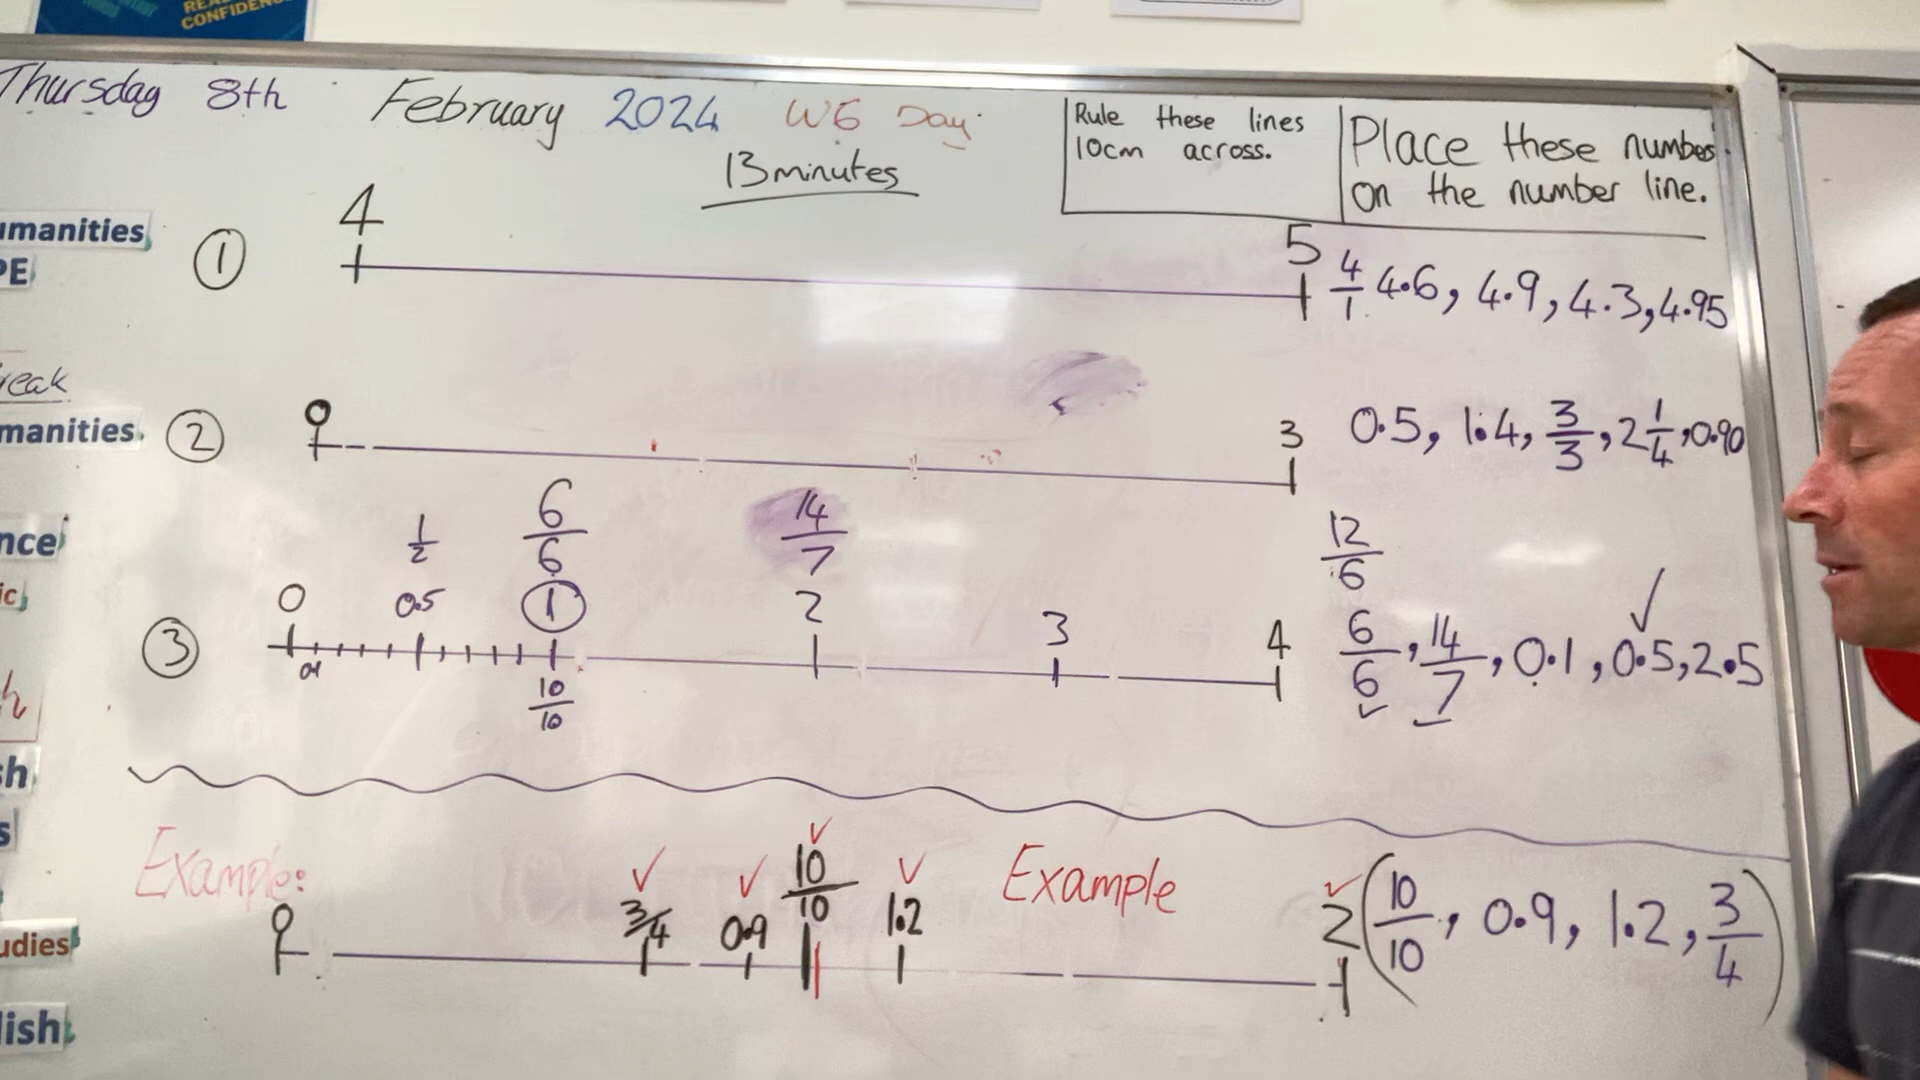 CONFIDEN
Thursday 8th February 2024 W6 Day
13 minutes
Rule these lines
10cm across.
Place these number
on the number line.
umanities
PE
reak
manities
nce
ic
h
sh
s
udies
lish
① 4 5 4/1 4.6, 4.9, 4.3, 4.95
② 0 3 0.5, 1.4, 3/3, 2 1/4, 0.90
1/2 6/6 14/7 12/6
③ 0 0.5 ① 2 3 4 6/6, 14/7, 0.1, 0.5, 2.5
0.1 10/10
Example: Example
0 3/4 0.9 10/10 1.2 2 (10/10, 0.9, 1.2, 3/4)